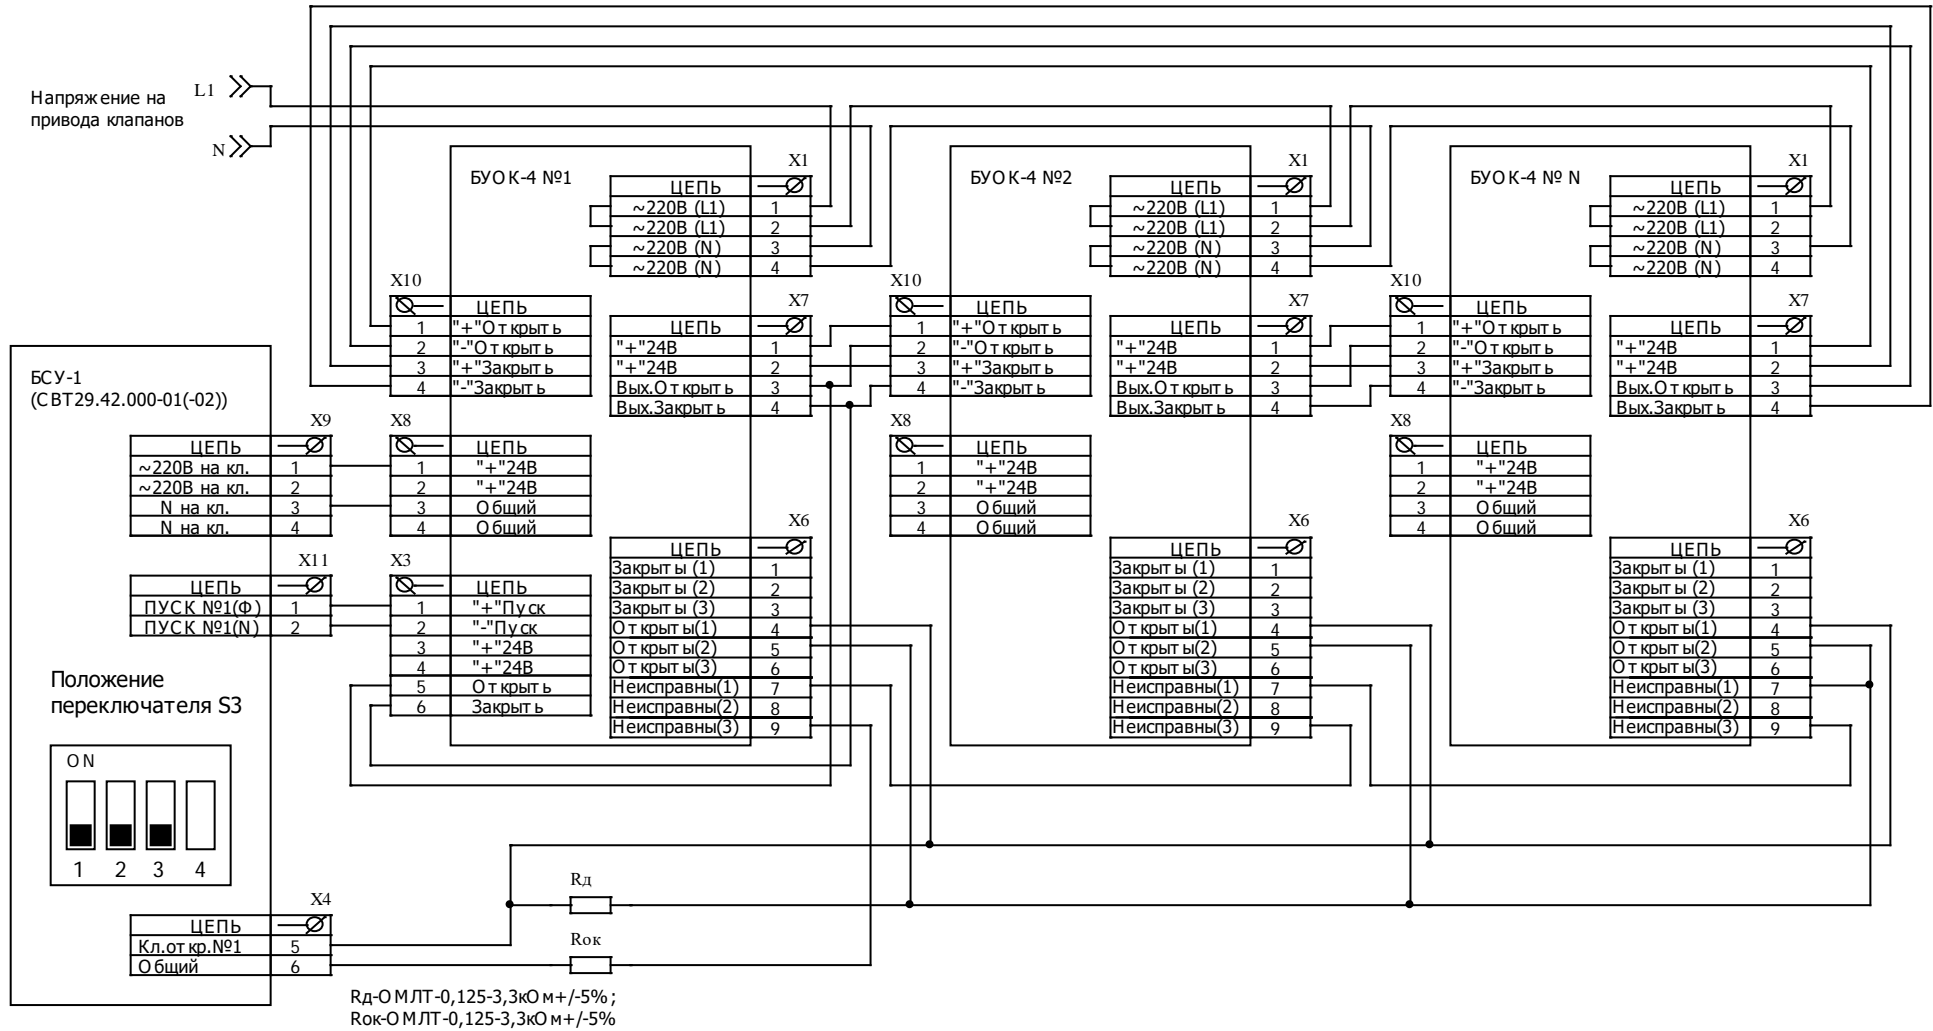 Напряжение на
привода клапанов
L1
N
БУОК-4 №1
X1
ЦЕПЬ
~220В (L1) 1
~220В (L1) 2
~220В (N) 3
~220В (N) 4
X10
ЦЕПЬ
1 "+"Открыть
2 "-"Открыть
3 "+"Закрыть
4 "-"Закрыть
X7
ЦЕПЬ
"+"24В 1
"+"24В 2
Вых.Открыть 3
Вых.Закрыть 4
X8
ЦЕПЬ
1 "+"24В
2 "+"24В
3 Общий
4 Общий
X3
ЦЕПЬ
1 "+"Пуск
2 "-"Пуск
3 "+"24В
4 "+"24В
5 Открыть
6 Закрыть
X6
ЦЕПЬ
Закрыты (1) 1
Закрыты (2) 2
Закрыты (3) 3
Открыты(1) 4
Открыты(2) 5
Открыты(3) 6
Неисправны(1) 7
Неисправны(2) 8
Неисправны(3) 9
БУОК-4 №2
X1
ЦЕПЬ
~220В (L1) 1
~220В (L1) 2
~220В (N) 3
~220В (N) 4
X10
ЦЕПЬ
1 "+"Открыть
2 "-"Открыть
3 "+"Закрыть
4 "-"Закрыть
X7
ЦЕПЬ
"+"24В 1
"+"24В 2
Вых.Открыть 3
Вых.Закрыть 4
X8
ЦЕПЬ
1 "+"24В
2 "+"24В
3 Общий
4 Общий
X6
ЦЕПЬ
Закрыты (1) 1
Закрыты (2) 2
Закрыты (3) 3
Открыты(1) 4
Открыты(2) 5
Открыты(3) 6
Неисправны(1) 7
Неисправны(2) 8
Неисправны(3) 9
БУОК-4 № N
X1
ЦЕПЬ
~220В (L1) 1
~220В (L1) 2
~220В (N) 3
~220В (N) 4
X10
ЦЕПЬ
1 "+"Открыть
2 "-"Открыть
3 "+"Закрыть
4 "-"Закрыть
X7
ЦЕПЬ
"+"24В 1
"+"24В 2
Вых.Открыть 3
Вых.Закрыть 4
X8
ЦЕПЬ
1 "+"24В
2 "+"24В
3 Общий
4 Общий
X6
ЦЕПЬ
Закрыты (1) 1
Закрыты (2) 2
Закрыты (3) 3
Открыты(1) 4
Открыты(2) 5
Открыты(3) 6
Неисправны(1) 7
Неисправны(2) 8
Неисправны(3) 9
БСУ-1
(СВТ29.42.000-01(-02))
X9
ЦЕПЬ
~220В на кл. 1
~220В на кл. 2
N на кл. 3
N на кл. 4
X11
ЦЕПЬ
ПУСК №1(Ф) 1
ПУСК №1(N) 2
Положение
переключателя S3
ON
1 2 3 4
X4
ЦЕПЬ
Кл.откр.№1 5
Общий 6
Rд
Rок
Rд-ОМЛТ-0,125-3,3кОм+/-5%;
Rок-ОМЛТ-0,125-3,3кОм+/-5%